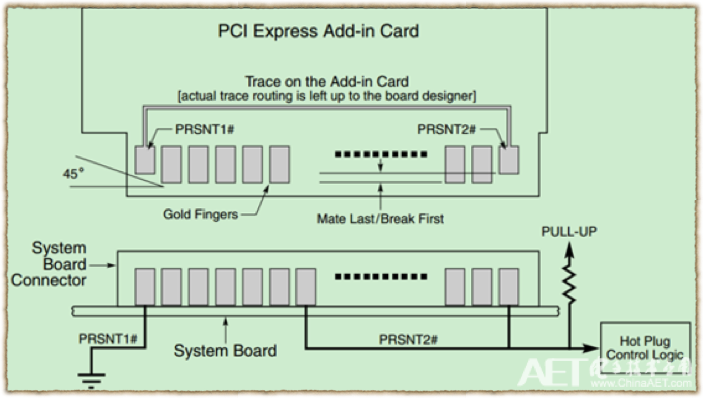 PCI Express Add-in Card
Trace on the Add-in Card
[actual trace routing is left up to the board designer]
PRSNT1#
PRSNT2#
45°
Gold Fingers
Mate Last/Break First
System
Board
Connector
PULL-UP
PRSNT1#
System Board
PRSNT2#
Hot Plug
Control Logic
AET
www.ChinaAET.com